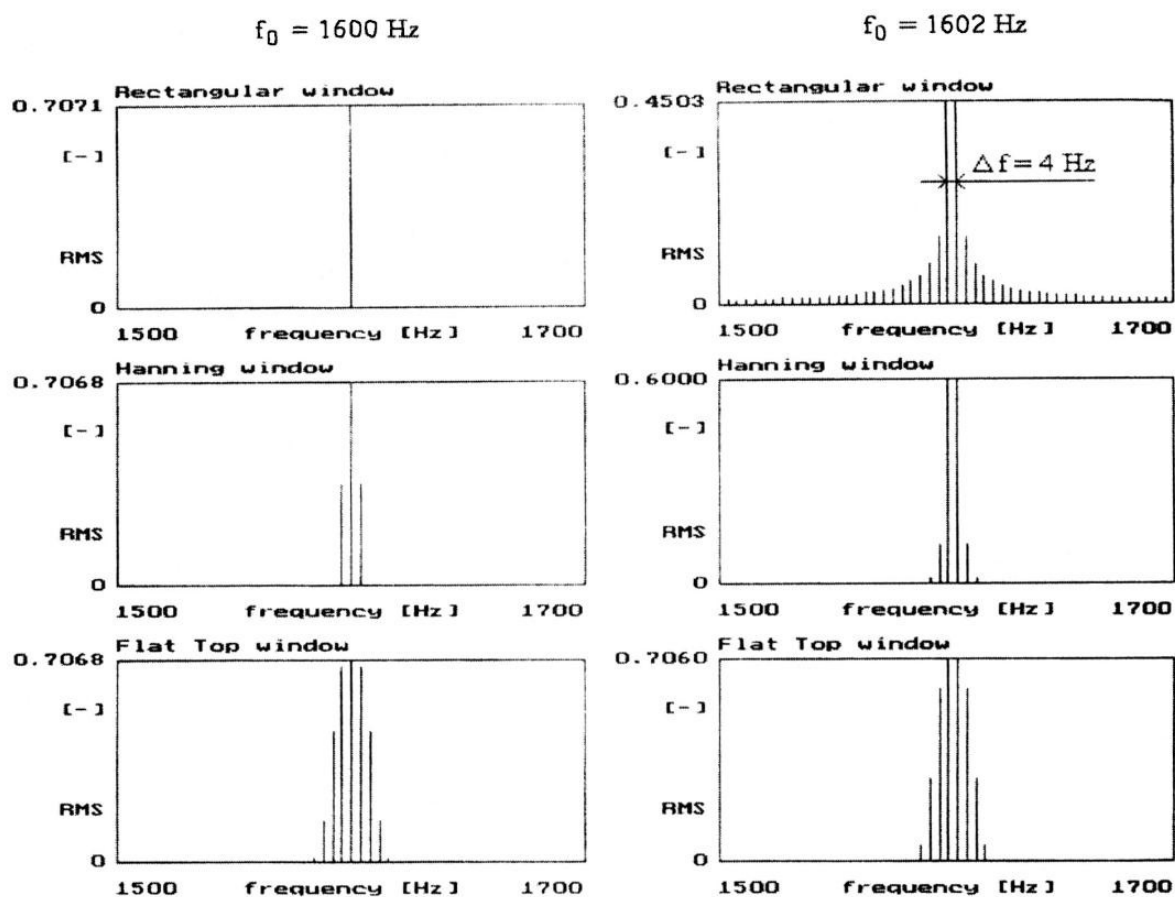 f₀ = 1600 Hz
f₀ = 1602 Hz
Rectangular window
0.7071
[-]
RMS
0
1500 frequency [Hz] 1700
Rectangular window
0.4503
[-]
Δf = 4 Hz
RMS
0
1500 frequency [Hz] 1700
Hanning window
0.7068
[-]
RMS
0
1500 frequency [Hz] 1700
Hanning window
0.6000
[-]
RMS
0
1500 frequency [Hz] 1700
Flat Top window
0.7068
[-]
RMS
0
1500 frequency [Hz] 1700
Flat Top window
0.7060
[-]
RMS
0
1500 frequency [Hz] 1700